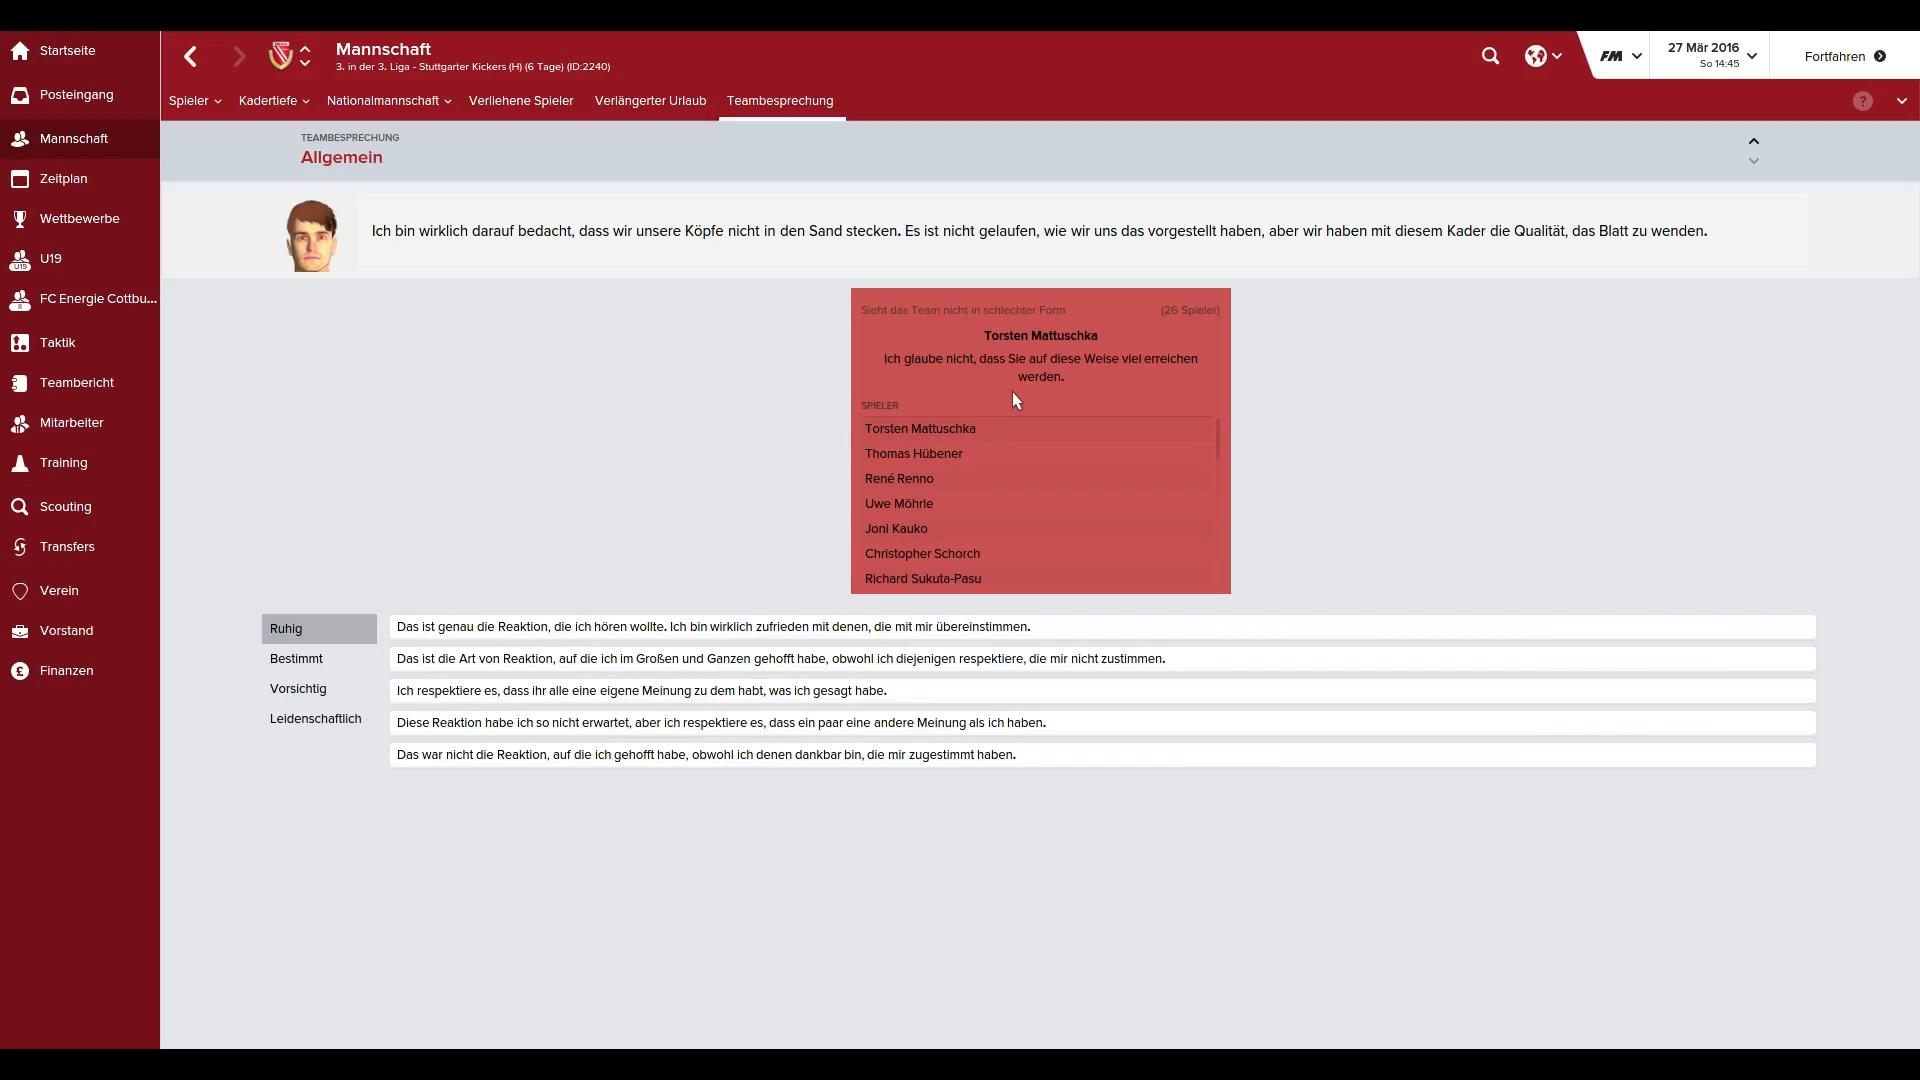 Startseite
Posteingang
Mannschaft
Zeitplan
Wettbewerbe
U19
U19
FC Energie Cottbu...
II
Taktik
Teambericht
Mitarbeiter
Training
Scouting
Transfers
Verein
Vorstand
£
Finanzen
Mannschaft
3. in der 3. Liga - Stuttgarter Kickers (H) (6 Tage) (ID:2240)
FM
27 Mär 2016
So 14:45
Fortfahren
Spieler
Kadertiefe
Nationalmannschaft
Verliehene Spieler
Verlängerter Urlaub
Teambesprechung
?
TEAMBESPRECHUNG
Allgemein
Ich bin wirklich darauf bedacht, dass wir unsere Köpfe nicht in den Sand stecken. Es ist nicht gelaufen, wie wir uns das vorgestellt haben, aber wir haben mit diesem Kader die Qualität, das Blatt zu wenden.
Sieht das Team nicht in schlechter Form (26 Spieler)
Torsten Mattuschka
Ich glaube nicht, dass Sie auf diese Weise viel erreichen
werden.
SPIELER
Torsten Mattuschka
Thomas Hübener
René Renno
Uwe Möhrle
Joni Kauko
Christopher Schorch
Richard Sukuta-Pasu
Ruhig
Bestimmt
Vorsichtig
Leidenschaftlich
Das ist genau die Reaktion, die ich hören wollte. Ich bin wirklich zufrieden mit denen, die mit mir übereinstimmen.
Das ist die Art von Reaktion, auf die ich im Großen und Ganzen gehofft habe, obwohl ich diejenigen respektiere, die mir nicht zustimmen.
Ich respektiere es, dass ihr alle eine eigene Meinung zu dem habt, was ich gesagt habe.
Diese Reaktion habe ich so nicht erwartet, aber ich respektiere es, dass ein paar eine andere Meinung als ich haben.
Das war nicht die Reaktion, auf die ich gehofft habe, obwohl ich denen dankbar bin, die mir zugestimmt haben.